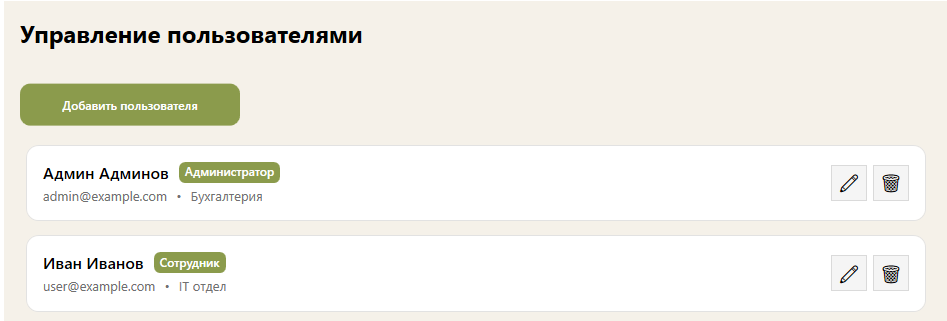 Управление пользователями
Добавить пользователя
Админ Админов Администратор
admin@example.com • Бухгалтерия
Иван Иванов Сотрудник
user@example.com • IT отдел